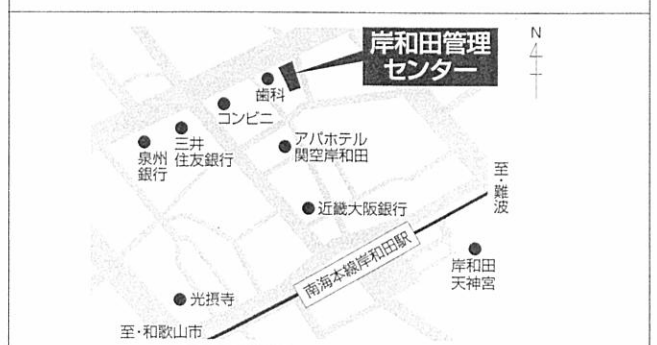 岸和田管理
センター
N
歯科
コンビニ
三井
住友銀行
泉州
銀行
アパホテル
関空岸和田
至・難波
近畿大阪銀行
南海本線岸和田駅
岸和田
天神宮
光摂寺
至・和歌山市